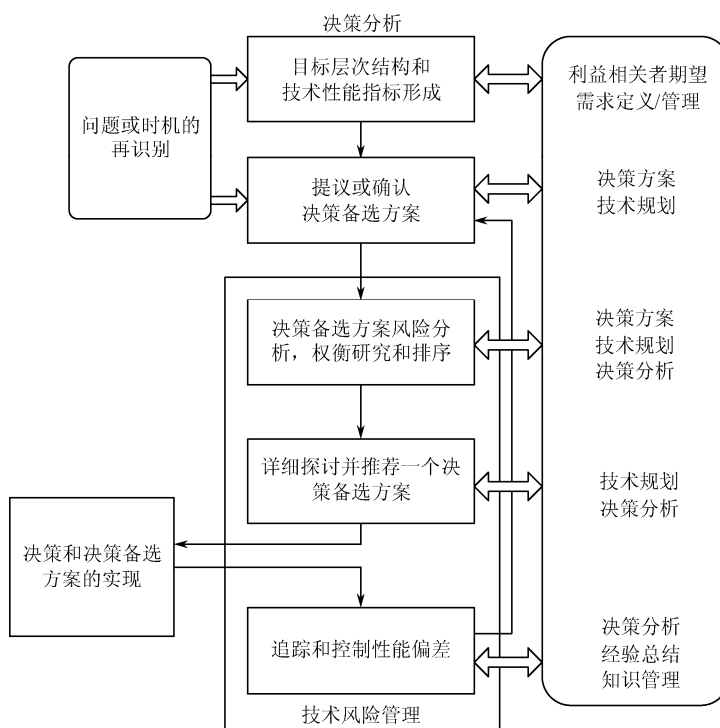 决策分析
目标层次结构和
技术性能指标形成
利益相关者期望
需求定义/管理
问题或时机的
再识别
提议或确认
决策备选方案
决策方案
技术规划
决策备选方案风险分
析，权衡研究和排序
决策方案
技术规划
决策分析
详细探讨并推荐一个决
策备选方案
技术规划
决策分析
决策和决策备选
方案的实现
追踪和控制性能偏差
决策分析
经验总结
知识管理
技术风险管理